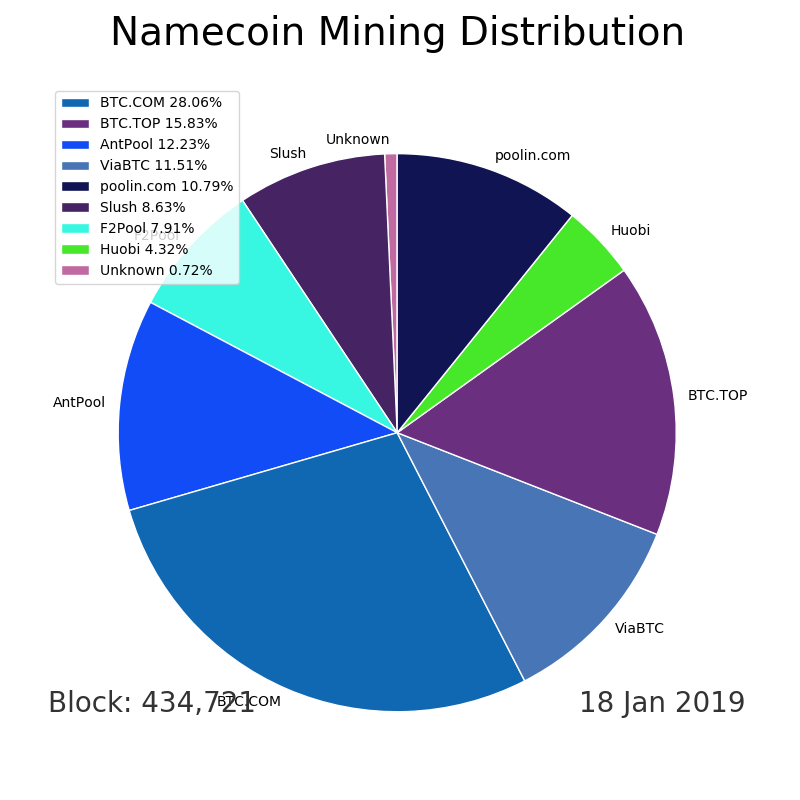 Namecoin Mining Distribution
BTC.COM 28.06%
BTC.TOP 15.83%
AntPool 12.23%
ViaBTC 11.51%
poolin.com 10.79%
Slush 8.63%
F2Pool 7.91%
Huobi 4.32%
Unknown 0.72%
Unknown
Slush
poolin.com
F2Pool
Huobi
BTC.TOP
AntPool
ViaBTC
BTC.COM
Block: 434,721
18 Jan 2019